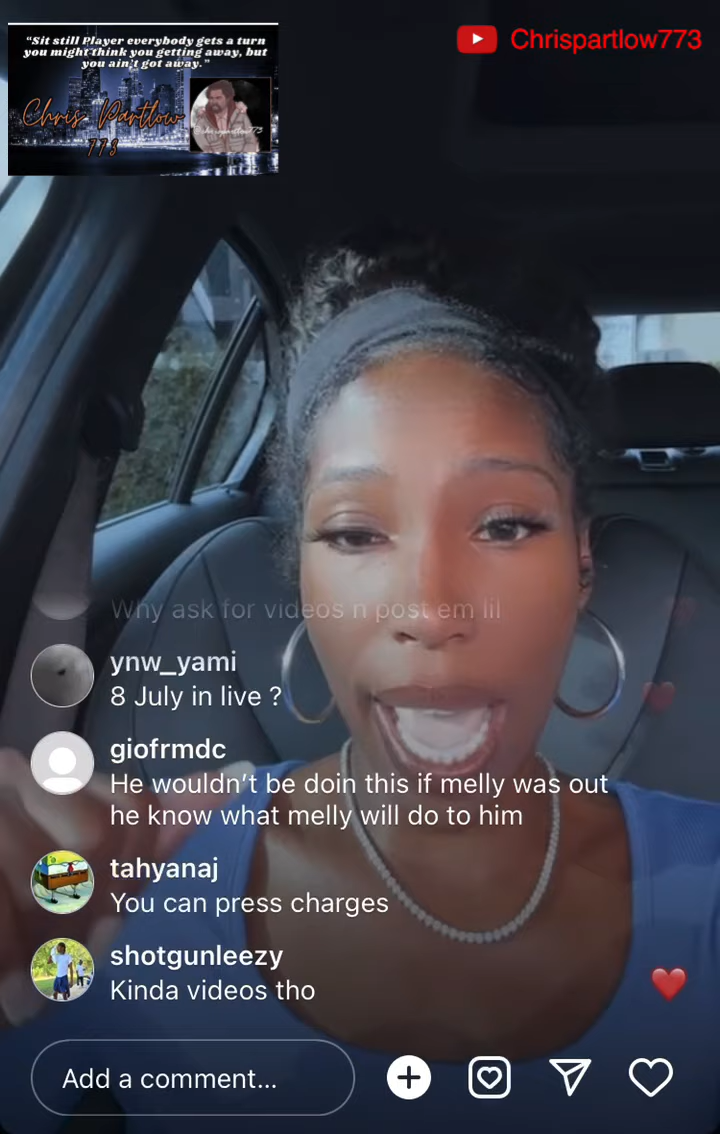 "Sit still Player everybody gets a turn
you might think you getting away, but
you ain't got away."
Chris Partlow
773
Chrispartlow773
Why ask for videos n post em lil
ynw_yami
8 July in live ?
giofrmdc
He wouldn't be doin this if melly was out
he know what melly will do to him
tahyanaj
You can press charges
shotgunleezy
Kinda videos tho
Add a comment...